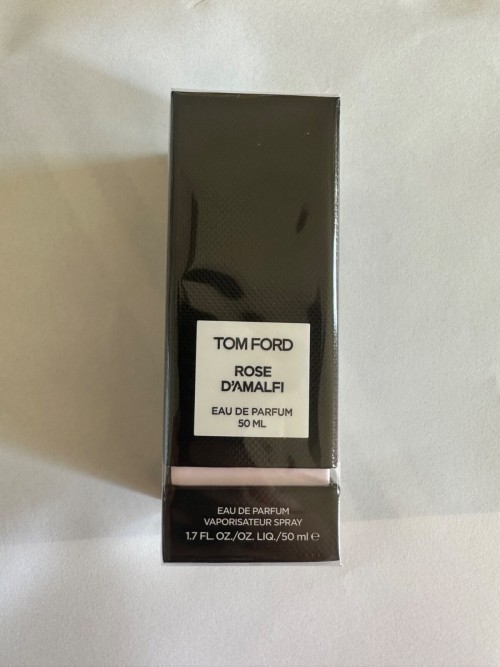 TOM FORD
ROSE
D'AMALFI
EAU DE PARFUM
50 ML
EAU DE PARFUM
VAPORISATEUR SPRAY
1.7 FL. OZ./OZ. LIQ./50 ml ℮